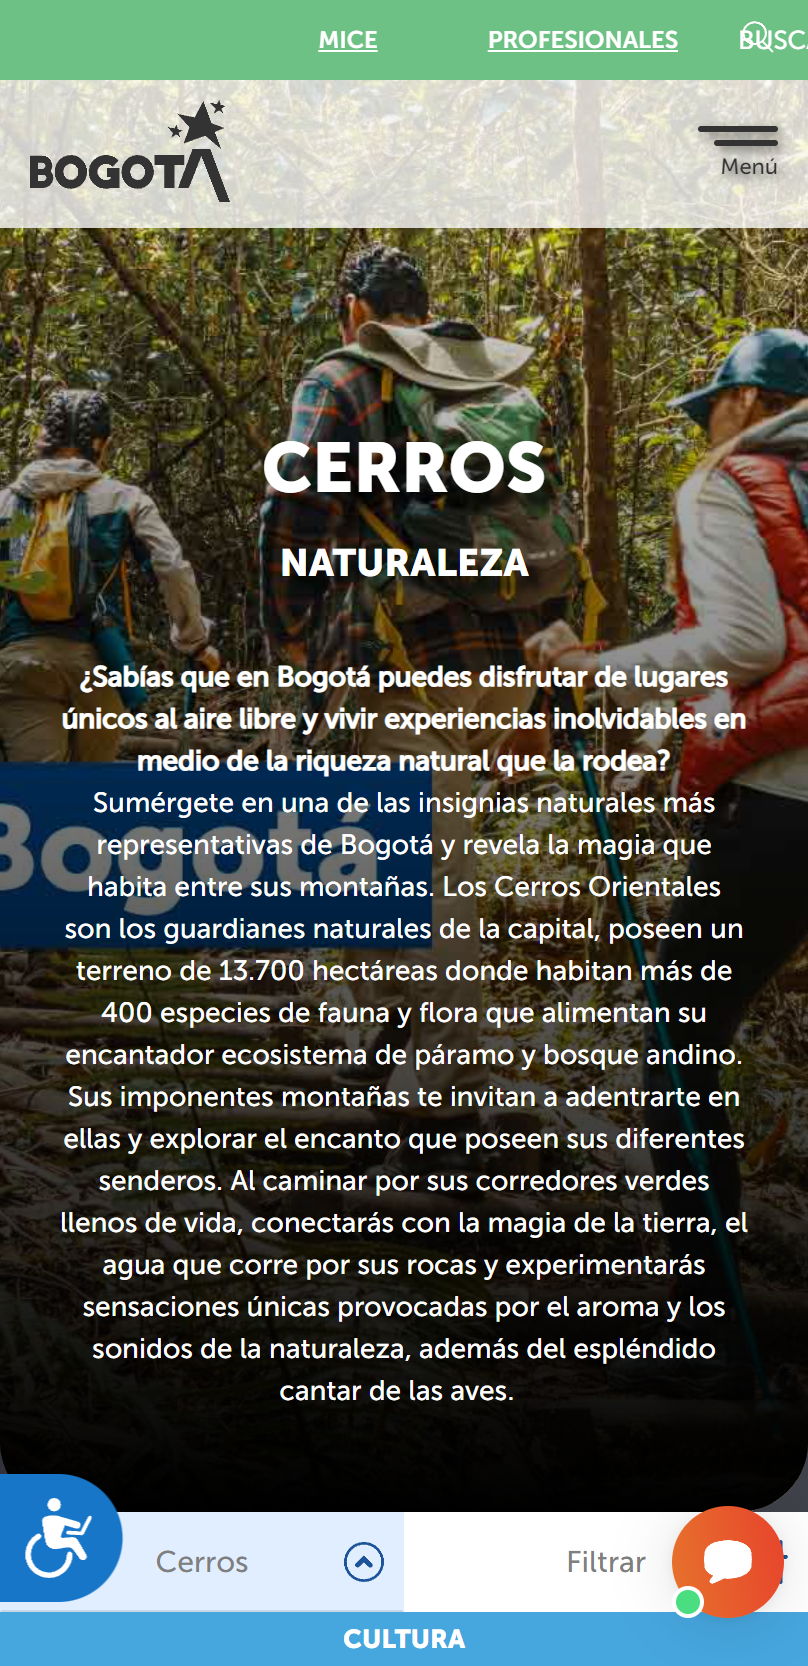 MICE
PROFESIONALES
BOGOTÁ
Menú
CERROS
NATURALEZA
¿Sabías que en Bogotá puedes disfrutar de lugares
únicos al aire libre y vivir experiencias inolvidables en
medio de la riqueza natural que la rodea?
Sumérgete en una de las insignias naturales más
representativas de Bogotá y revela la magia que
habita entre sus montañas. Los Cerros Orientales
son los guardianes naturales de la capital, poseen un
terreno de 13.700 hectáreas donde habitan más de
400 especies de fauna y flora que alimentan su
encantador ecosistema de páramo y bosque andino.
Sus imponentes montañas te invitan a adentrarte en
ellas y explorar el encanto que poseen sus diferentes
senderos. Al caminar por sus corredores verdes
llenos de vida, conectarás con la magia de la tierra, el
agua que corre por sus rocas y experimentarás
sensaciones únicas provocadas por el aroma y los
sonidos de la naturaleza, además del espléndido
cantar de las aves.
Bogotá
Cerros
Filtrar
CULTURA